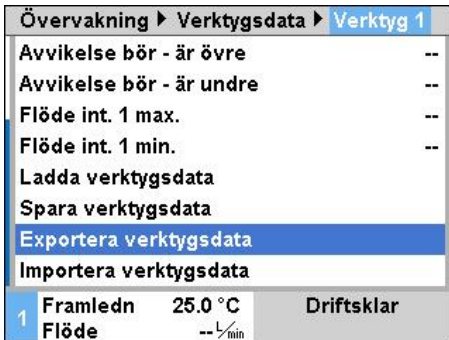 Övervakning ▶ Verktygsdata ▶ Verktyg 1
Avvikelse bör - är övre --
Avvikelse bör - är undre --
Flöde int. 1 max. --
Flöde int. 1 min. --
Ladda verktygsdata
Spara verktygsdata
Exportera verktygsdata
Importera verktygsdata
1 Framledn 25.0 °C Driftsklar
Flöde -- L/min